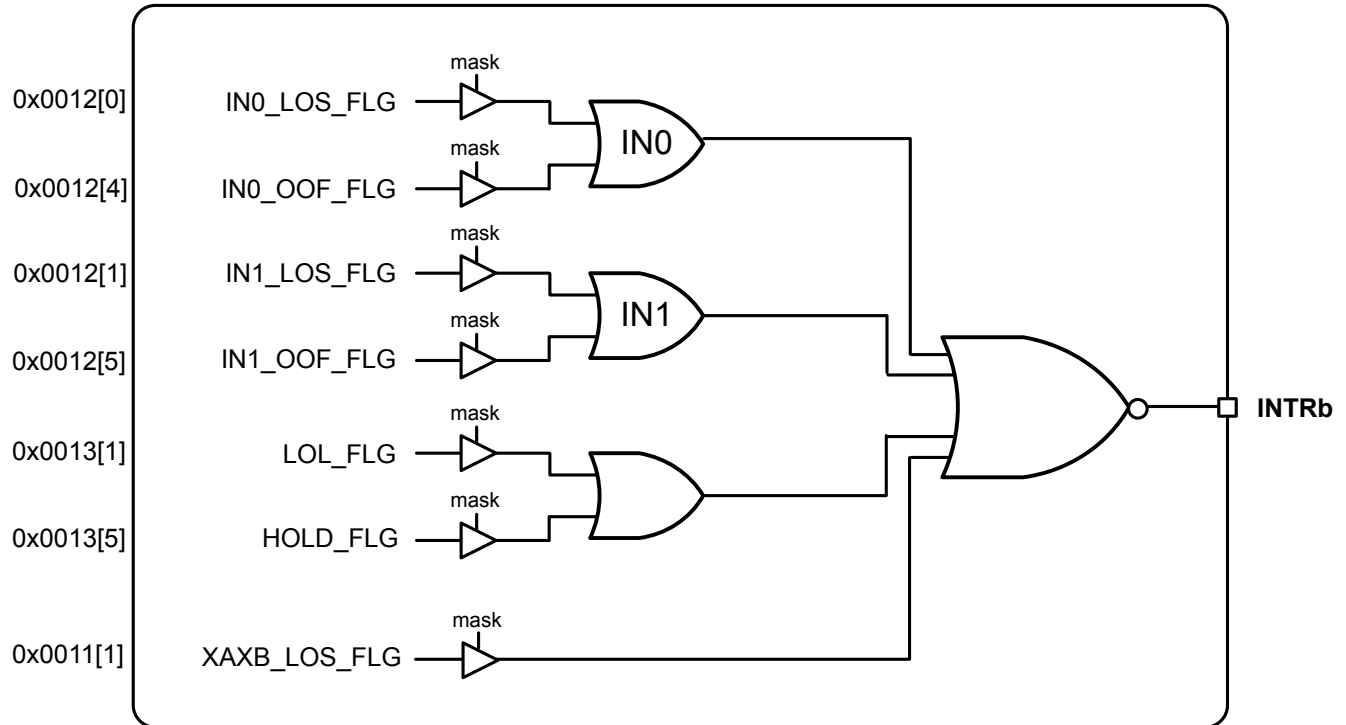 mask
0x0012[0] IN0_LOS_FLG
IN0
mask
0x0012[4] IN0_OOF_FLG
mask
0x0012[1] IN1_LOS_FLG
IN1
mask
0x0012[5] IN1_OOF_FLG
INTRb
mask
0x0013[1] LOL_FLG
mask
0x0013[5] HOLD_FLG
mask
0x0011[1] XAXB_LOS_FLG